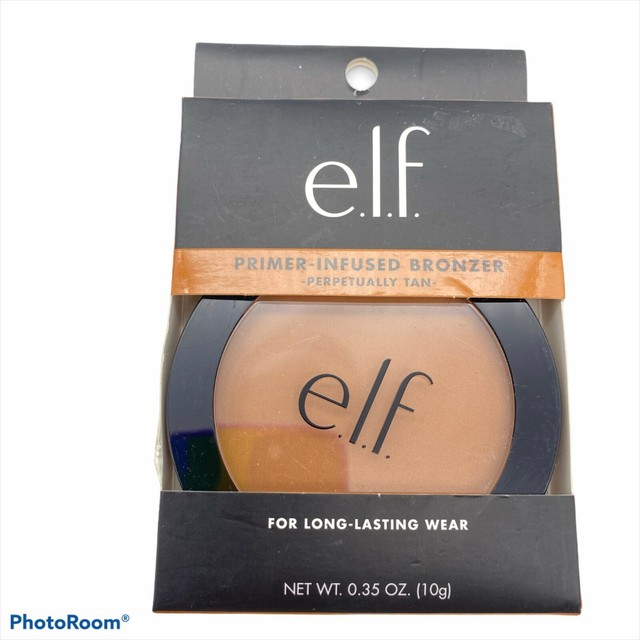 e.l.f.
PRIMER-INFUSED BRONZER
-PERPETUALLY TAN-
e.l.f.
FOR LONG-LASTING WEAR
NET WT. 0.35 OZ. (10g)
PhotoRoom®